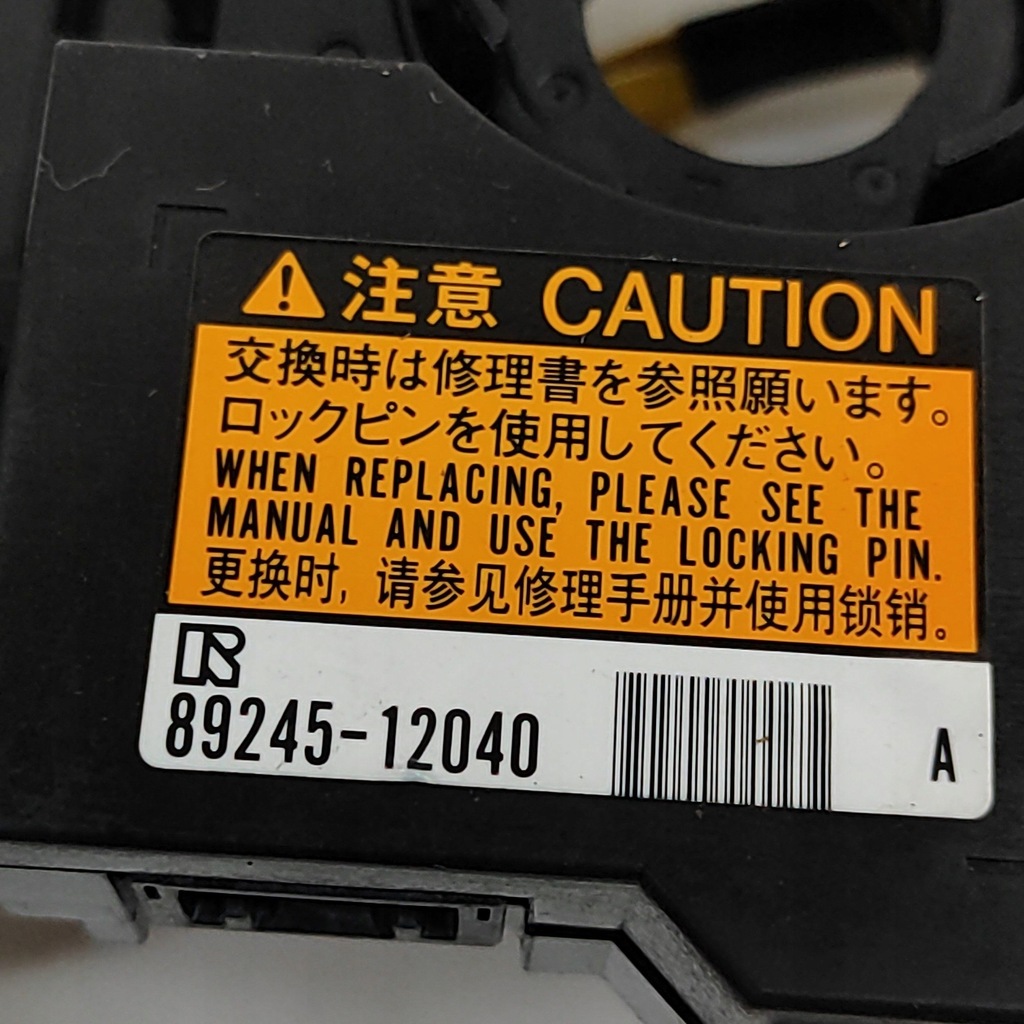 注意 CAUTION
交換時は修理書を参照願います。
ロックピンを使用してください。
WHEN REPLACING, PLEASE SEE THE
MANUAL AND USE THE LOCKING PIN.
更换时, 请参见修理手册并使用锁销。
R
89245-12040
A